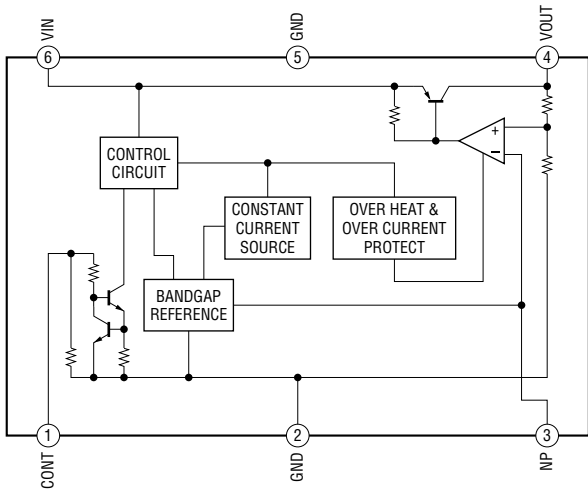 VIN
GND
VOUT
6
5
4
+
−
CONTROL
CIRCUIT
CONSTANT
CURRENT
SOURCE
OVER HEAT &
OVER CURRENT
PROTECT
BANDGAP
REFERENCE
1
2
3
CONT
GND
NP